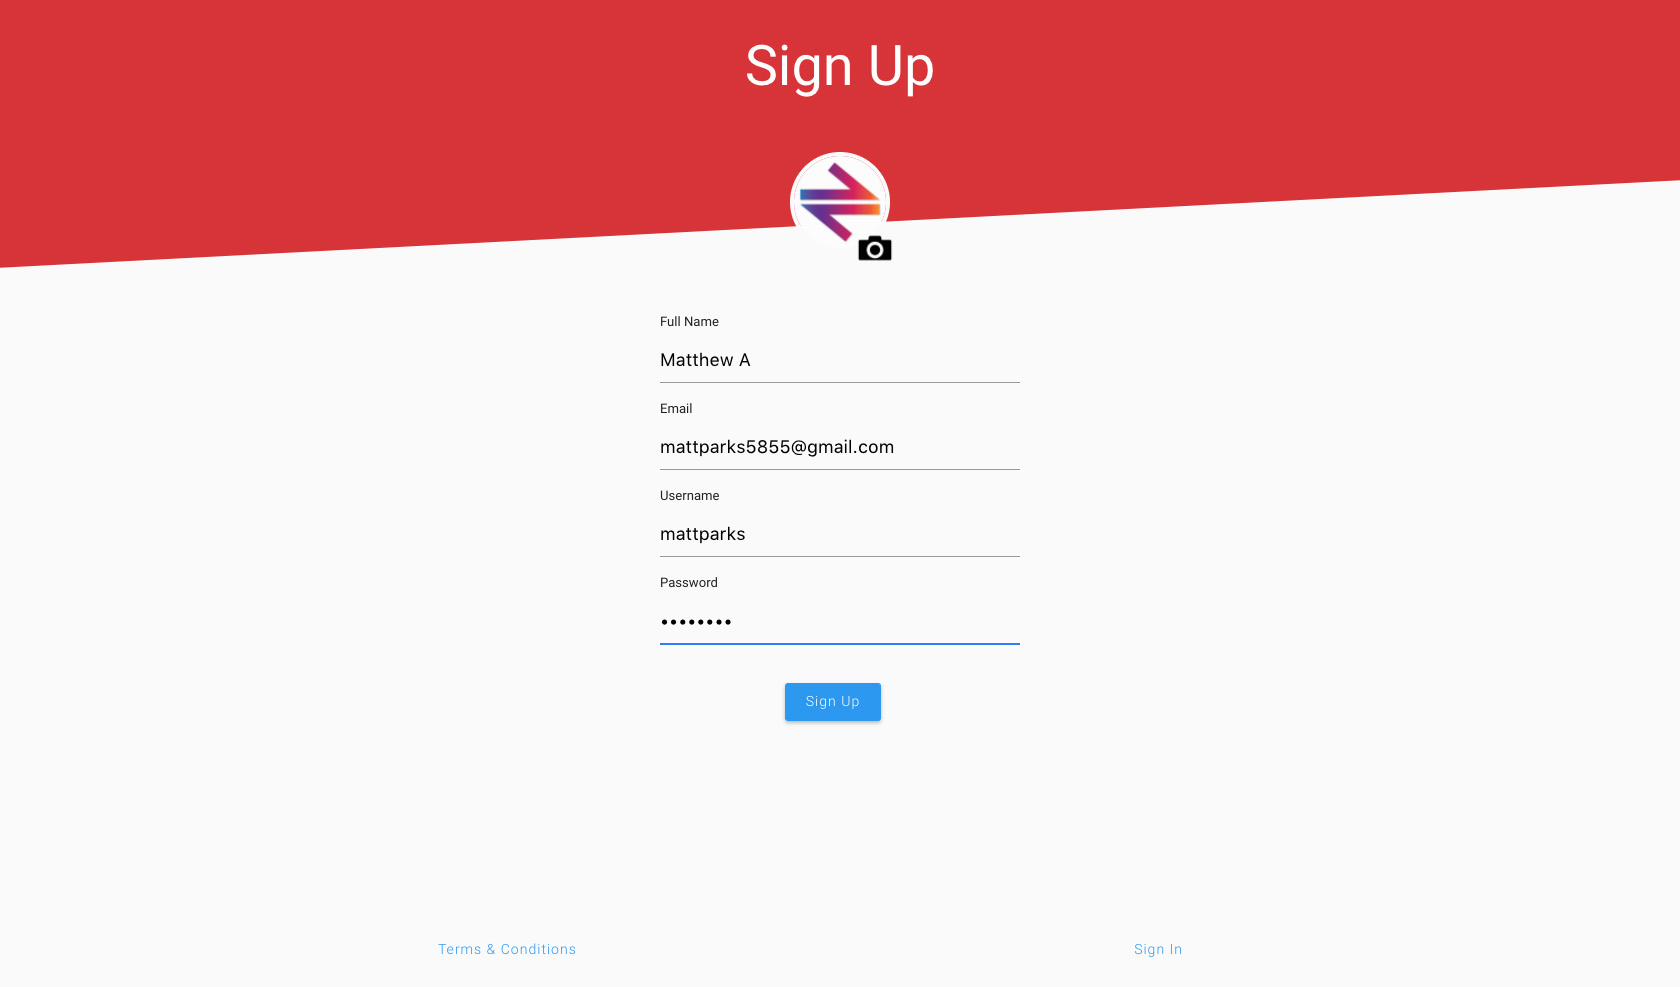 Sign Up
Full Name
Matthew A
Email
mattparks5855@gmail.com
Username
mattparks
Password
••••••••
Sign Up
Terms & Conditions
Sign In